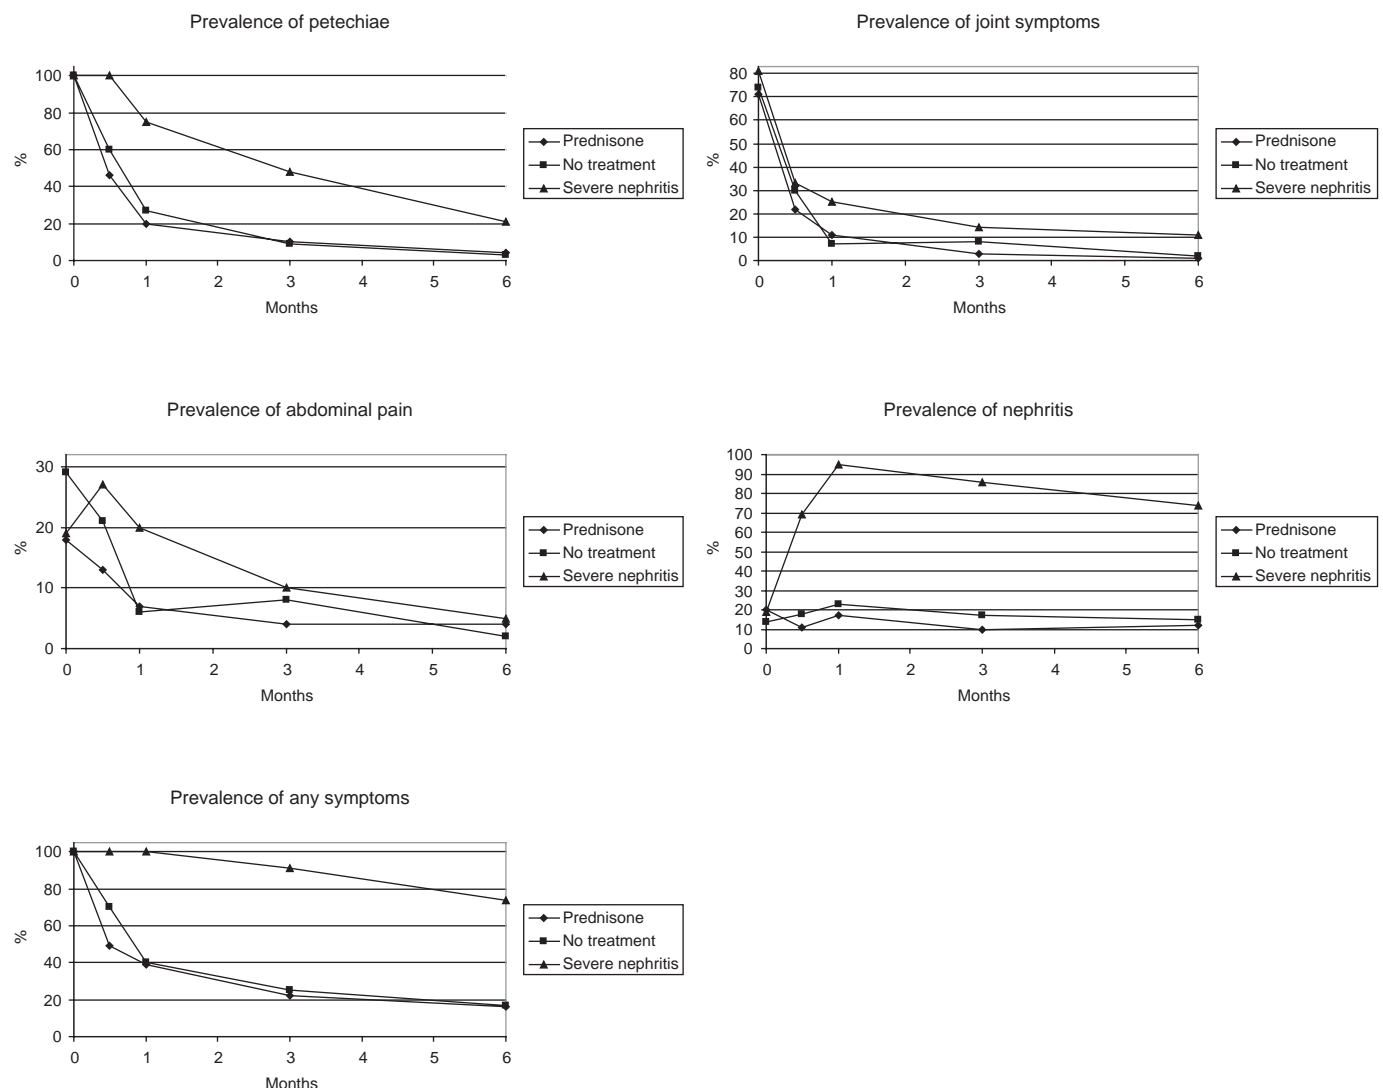 Prevalence of petechiae
100
80
60
40
20
0
%
0 1 2 3 4 5 6
Months
Prednisone
No treatment
Severe nephritis
Prevalence of joint symptoms
80
70
60
50
40
30
20
10
0
%
0 1 2 3 4 5 6
Months
Prednisone
No treatment
Severe nephritis
Prevalence of abdominal pain
30
20
10
0
%
0 1 2 3 4 5 6
Months
Prednisone
No treatment
Severe nephritis
Prevalence of nephritis
100
90
80
70
60
50
40
30
20
10
0
%
0 1 2 3 4 5 6
Months
Prednisone
No treatment
Severe nephritis
Prevalence of any symptoms
100
80
60
40
20
0
%
0 1 2 3 4 5 6
Months
Prednisone
No treatment
Severe nephritis